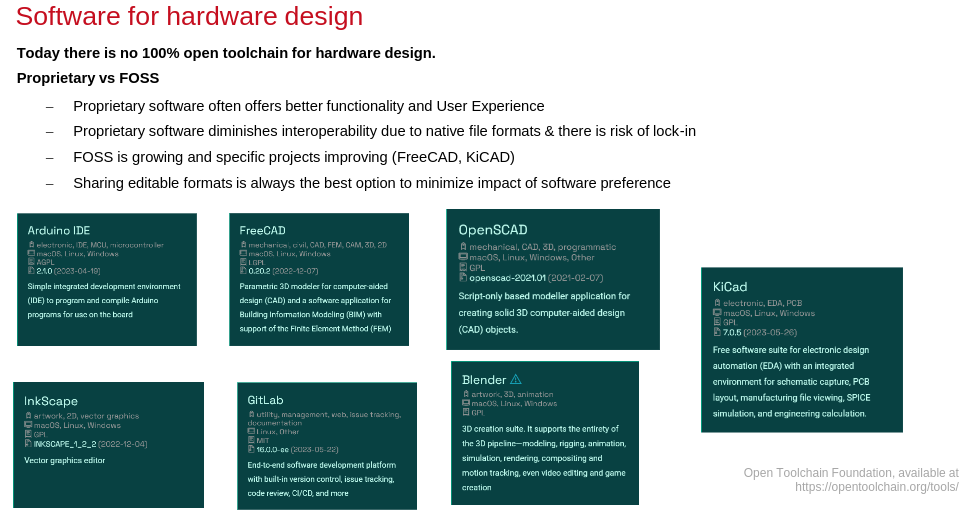 Software for hardware design
Today there is no 100% open toolchain for hardware design.
Proprietary vs FOSS
– Proprietary software often offers better functionality and User Experience
– Proprietary software diminishes interoperability due to native file formats & there is risk of lock-in
– FOSS is growing and specific projects improving (FreeCAD, KiCAD)
– Sharing editable formats is always the best option to minimize impact of software preference
Arduino IDE
electronic, IDE, MCU, microcontroller
macOS, Linux, Windows
AGPL
2.1.0 (2023-04-19)
Simple integrated development environment
(IDE) to program and compile Arduino
programs for use on the board
FreeCAD
mechanical, civil, CAD, FEM, CAM, 3D, 2D
macOS, Linux, Windows
LGPL
0.20.2 (2022-12-07)
Parametric 3D modeler for computer-aided
design (CAD) and a software application for
Building Information Modeling (BIM) with
support of the Finite Element Method (FEM)
OpenSCAD
mechanical, CAD, 3D, programmatic
macOS, Linux, Windows, Other
GPL
openscad-2021.01 (2021-02-07)
Script-only based modeller application for
creating solid 3D computer-aided design
(CAD) objects.
KiCad
electronic, EDA, PCB
macOS, Linux, Windows
GPL
7.0.5 (2023-05-26)
Free software suite for electronic design
automation (EDA) with an integrated
environment for schematic capture, PCB
layout, manufacturing file viewing, SPICE
simulation, and engineering calculation.
InkScape
artwork, 2D, vector graphics
macOS, Linux, Windows
GPL
INKSCAPE_1_2_2 (2022-12-04)
Vector graphics editor
GitLab
utility, management, web, issue tracking,
documentation
Linux, Other
MIT
16.0.0-ee (2023-05-22)
End-to-end software development platform
with built-in version control, issue tracking,
code review, CI/CD, and more
Blender
artwork, 3D, animation
macOS, Linux, Windows
GPL
3D creation suite. It supports the entirety of
the 3D pipeline—modeling, rigging, animation,
simulation, rendering, compositing and
motion tracking, even video editing and game
creation
Open Toolchain Foundation, available at
https://opentoolchain.org/tools/